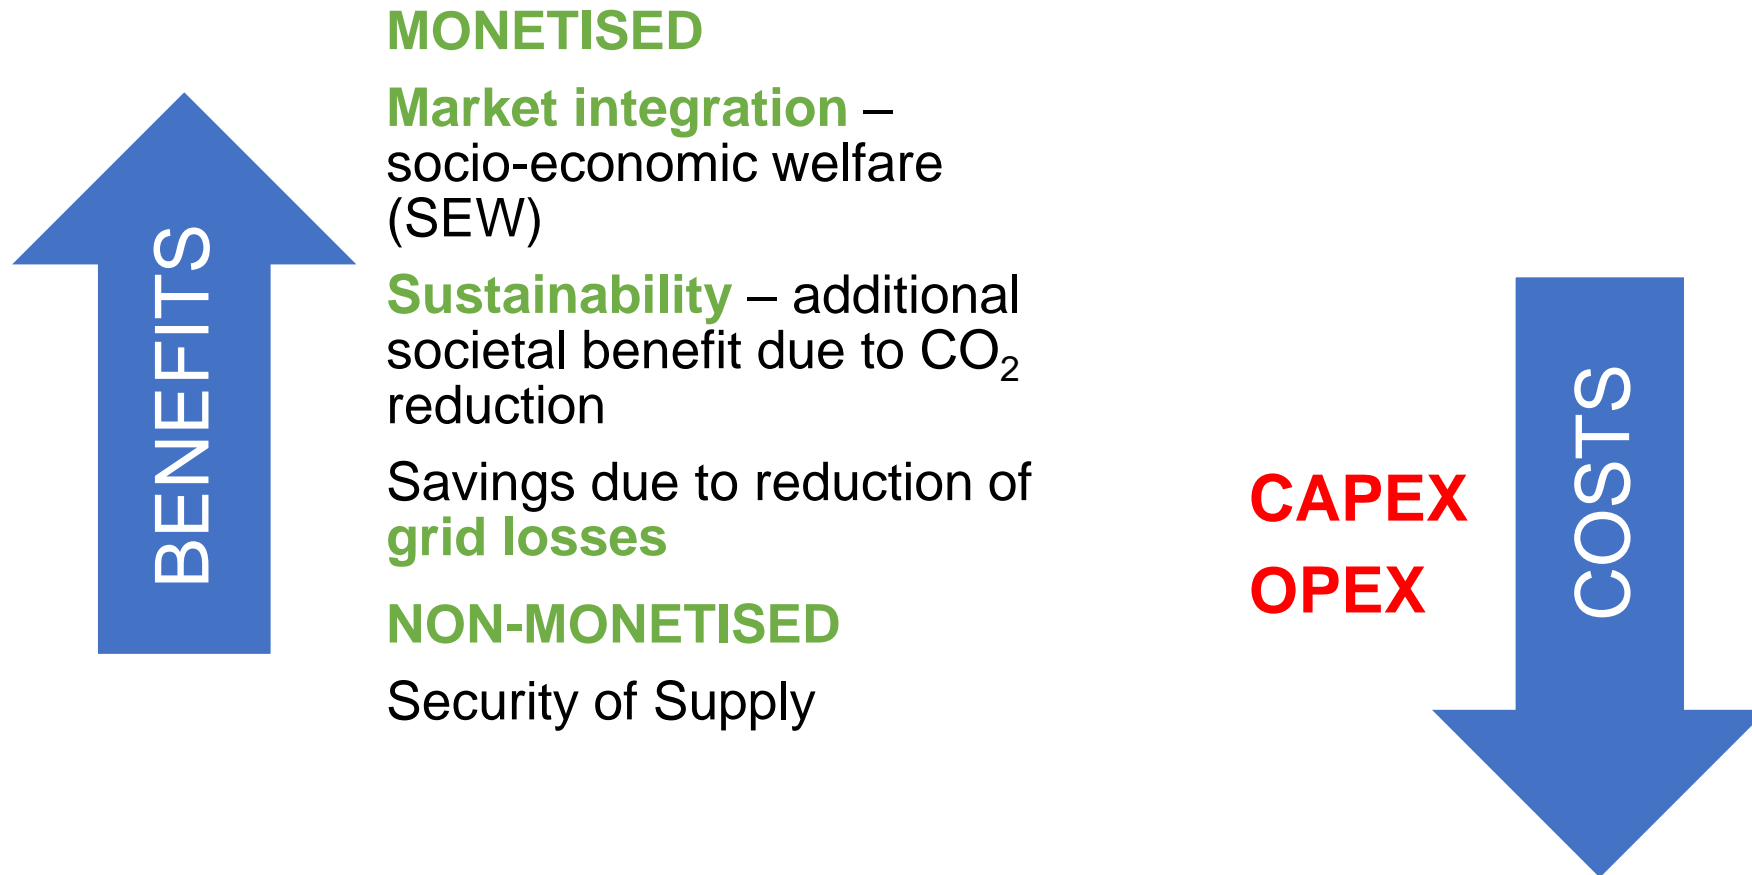 MONETISED
Market integration –
socio-economic welfare
(SEW)
Sustainability – additional
societal benefit due to CO₂
reduction
Savings due to reduction of
grid losses
NON-MONETISED
Security of Supply
BENEFITS
CAPEX
OPEX
COSTS